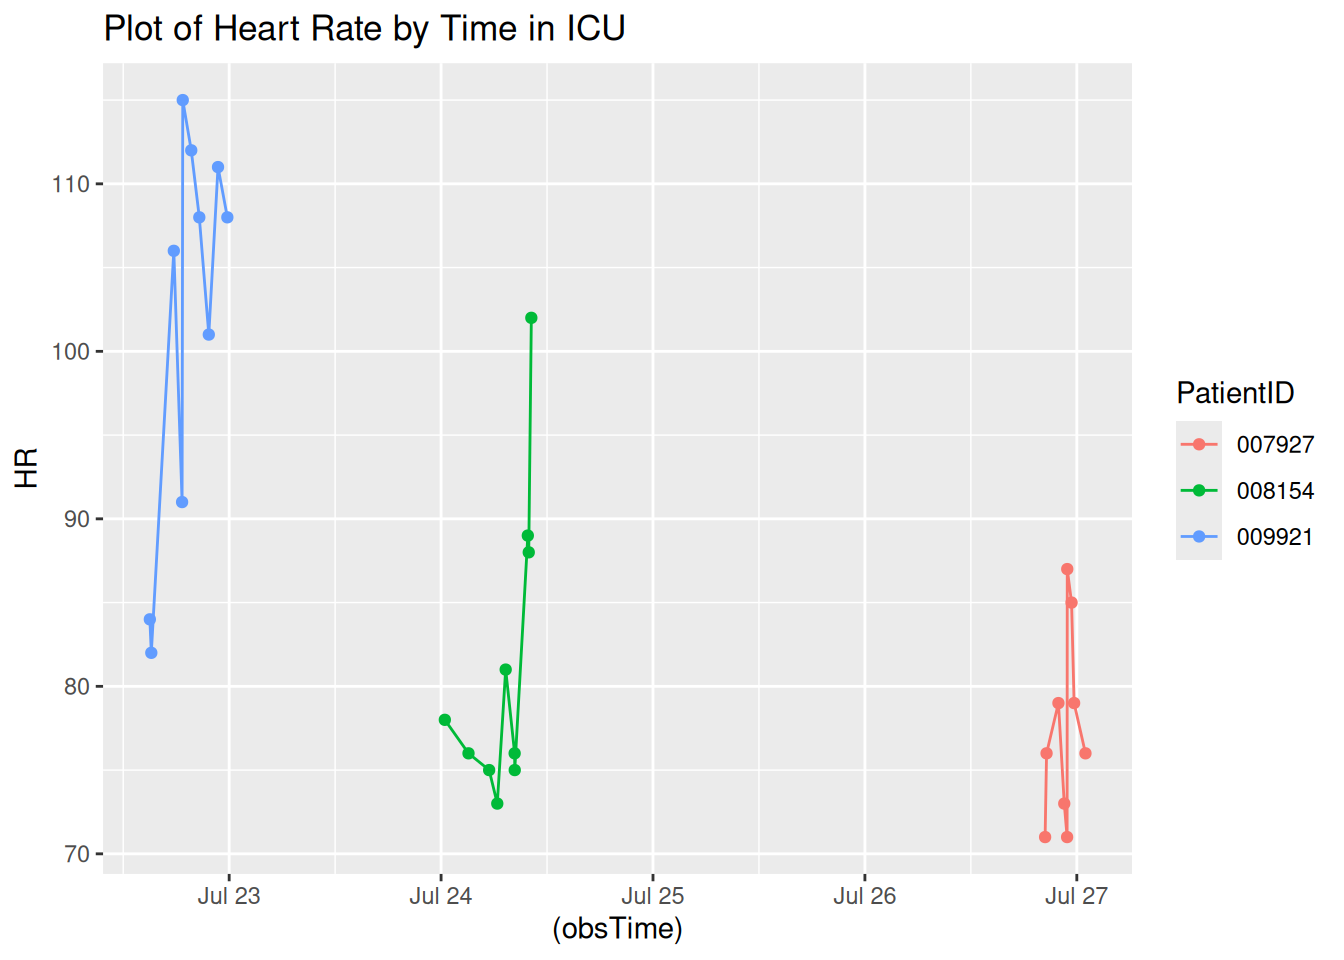 Plot of Heart Rate by Time in ICU
110
100
90
80
70
HR
Jul 23 Jul 24 Jul 25 Jul 26 Jul 27
(obsTime)
PatientID
007927
008154
009921